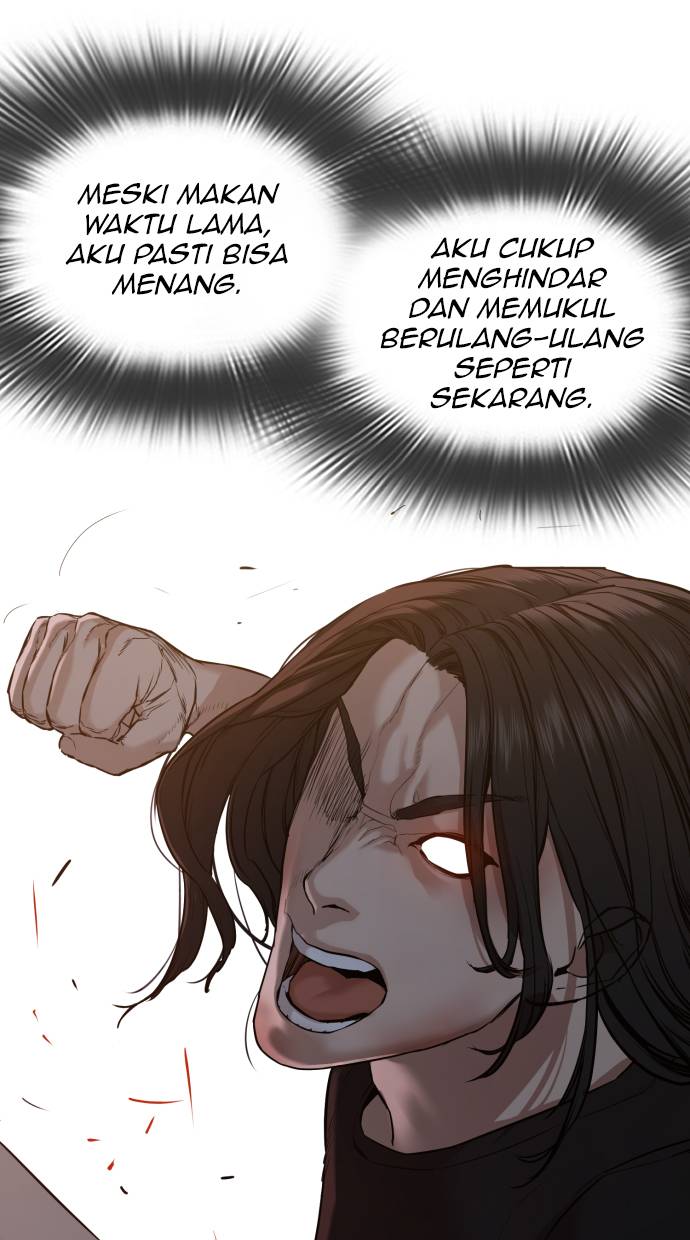 MESKI MAKAN
WAKTU LAMA,
AKU PASTI BISA
MENANG.
AKU CUKUP
MENGHINDAR
DAN MEMUKUL
BERULANG-ULANG
SEPERTI
SEKARANG.